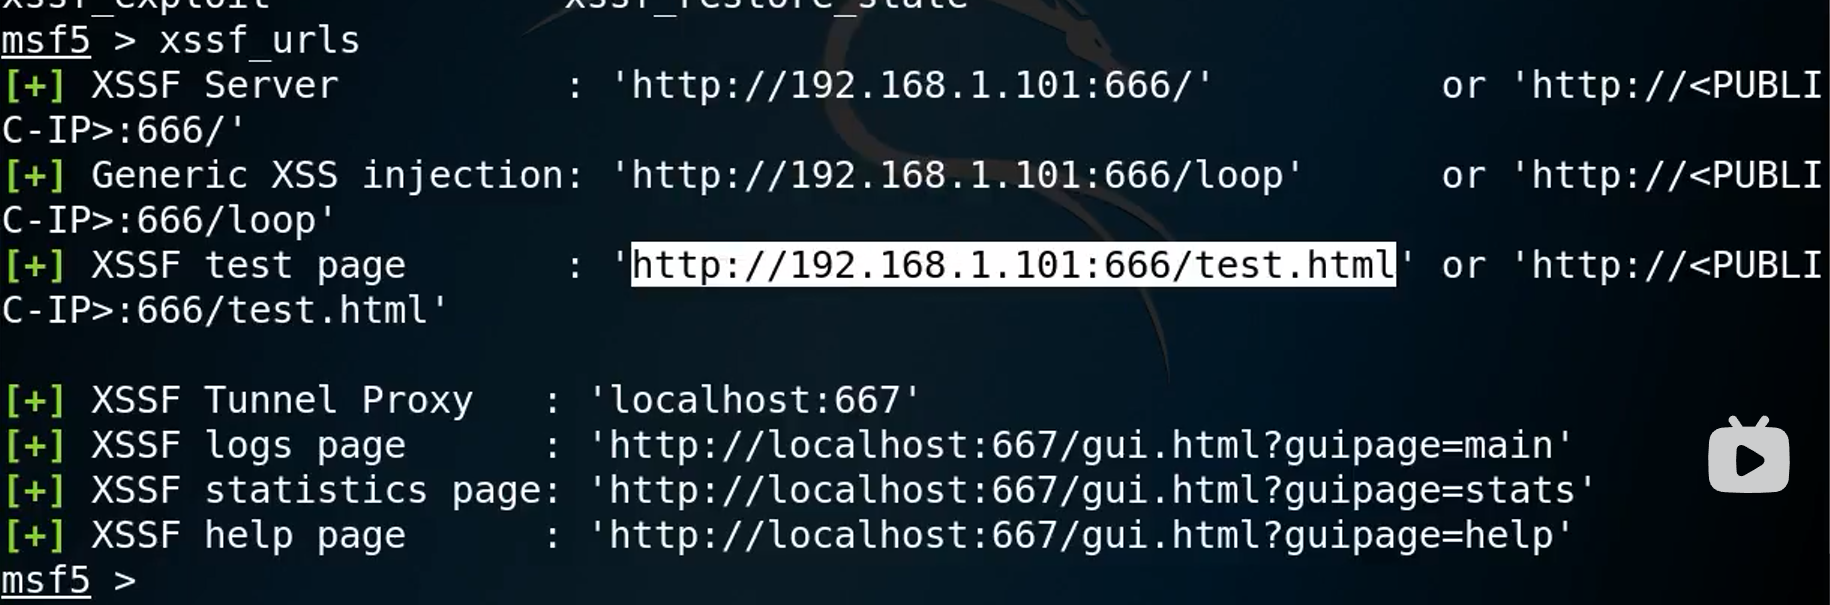 xssf_exploit                xssf_restore_state
msf5 > xssf_urls
[+] XSSF Server          : 'http://192.168.1.101:666/'          or 'http://<PUBLI
C-IP>:666/'
[+] Generic XSS injection: 'http://192.168.1.101:666/loop'      or 'http://<PUBLI
C-IP>:666/loop'
[+] XSSF test page       : 'http://192.168.1.101:666/test.html' or 'http://<PUBLI
C-IP>:666/test.html'
[+] XSSF Tunnel Proxy   : 'localhost:667'
[+] XSSF logs page      : 'http://localhost:667/gui.html?guipage=main'
[+] XSSF statistics page: 'http://localhost:667/gui.html?guipage=stats'
[+] XSSF help page      : 'http://localhost:667/gui.html?guipage=help'
msf5 >